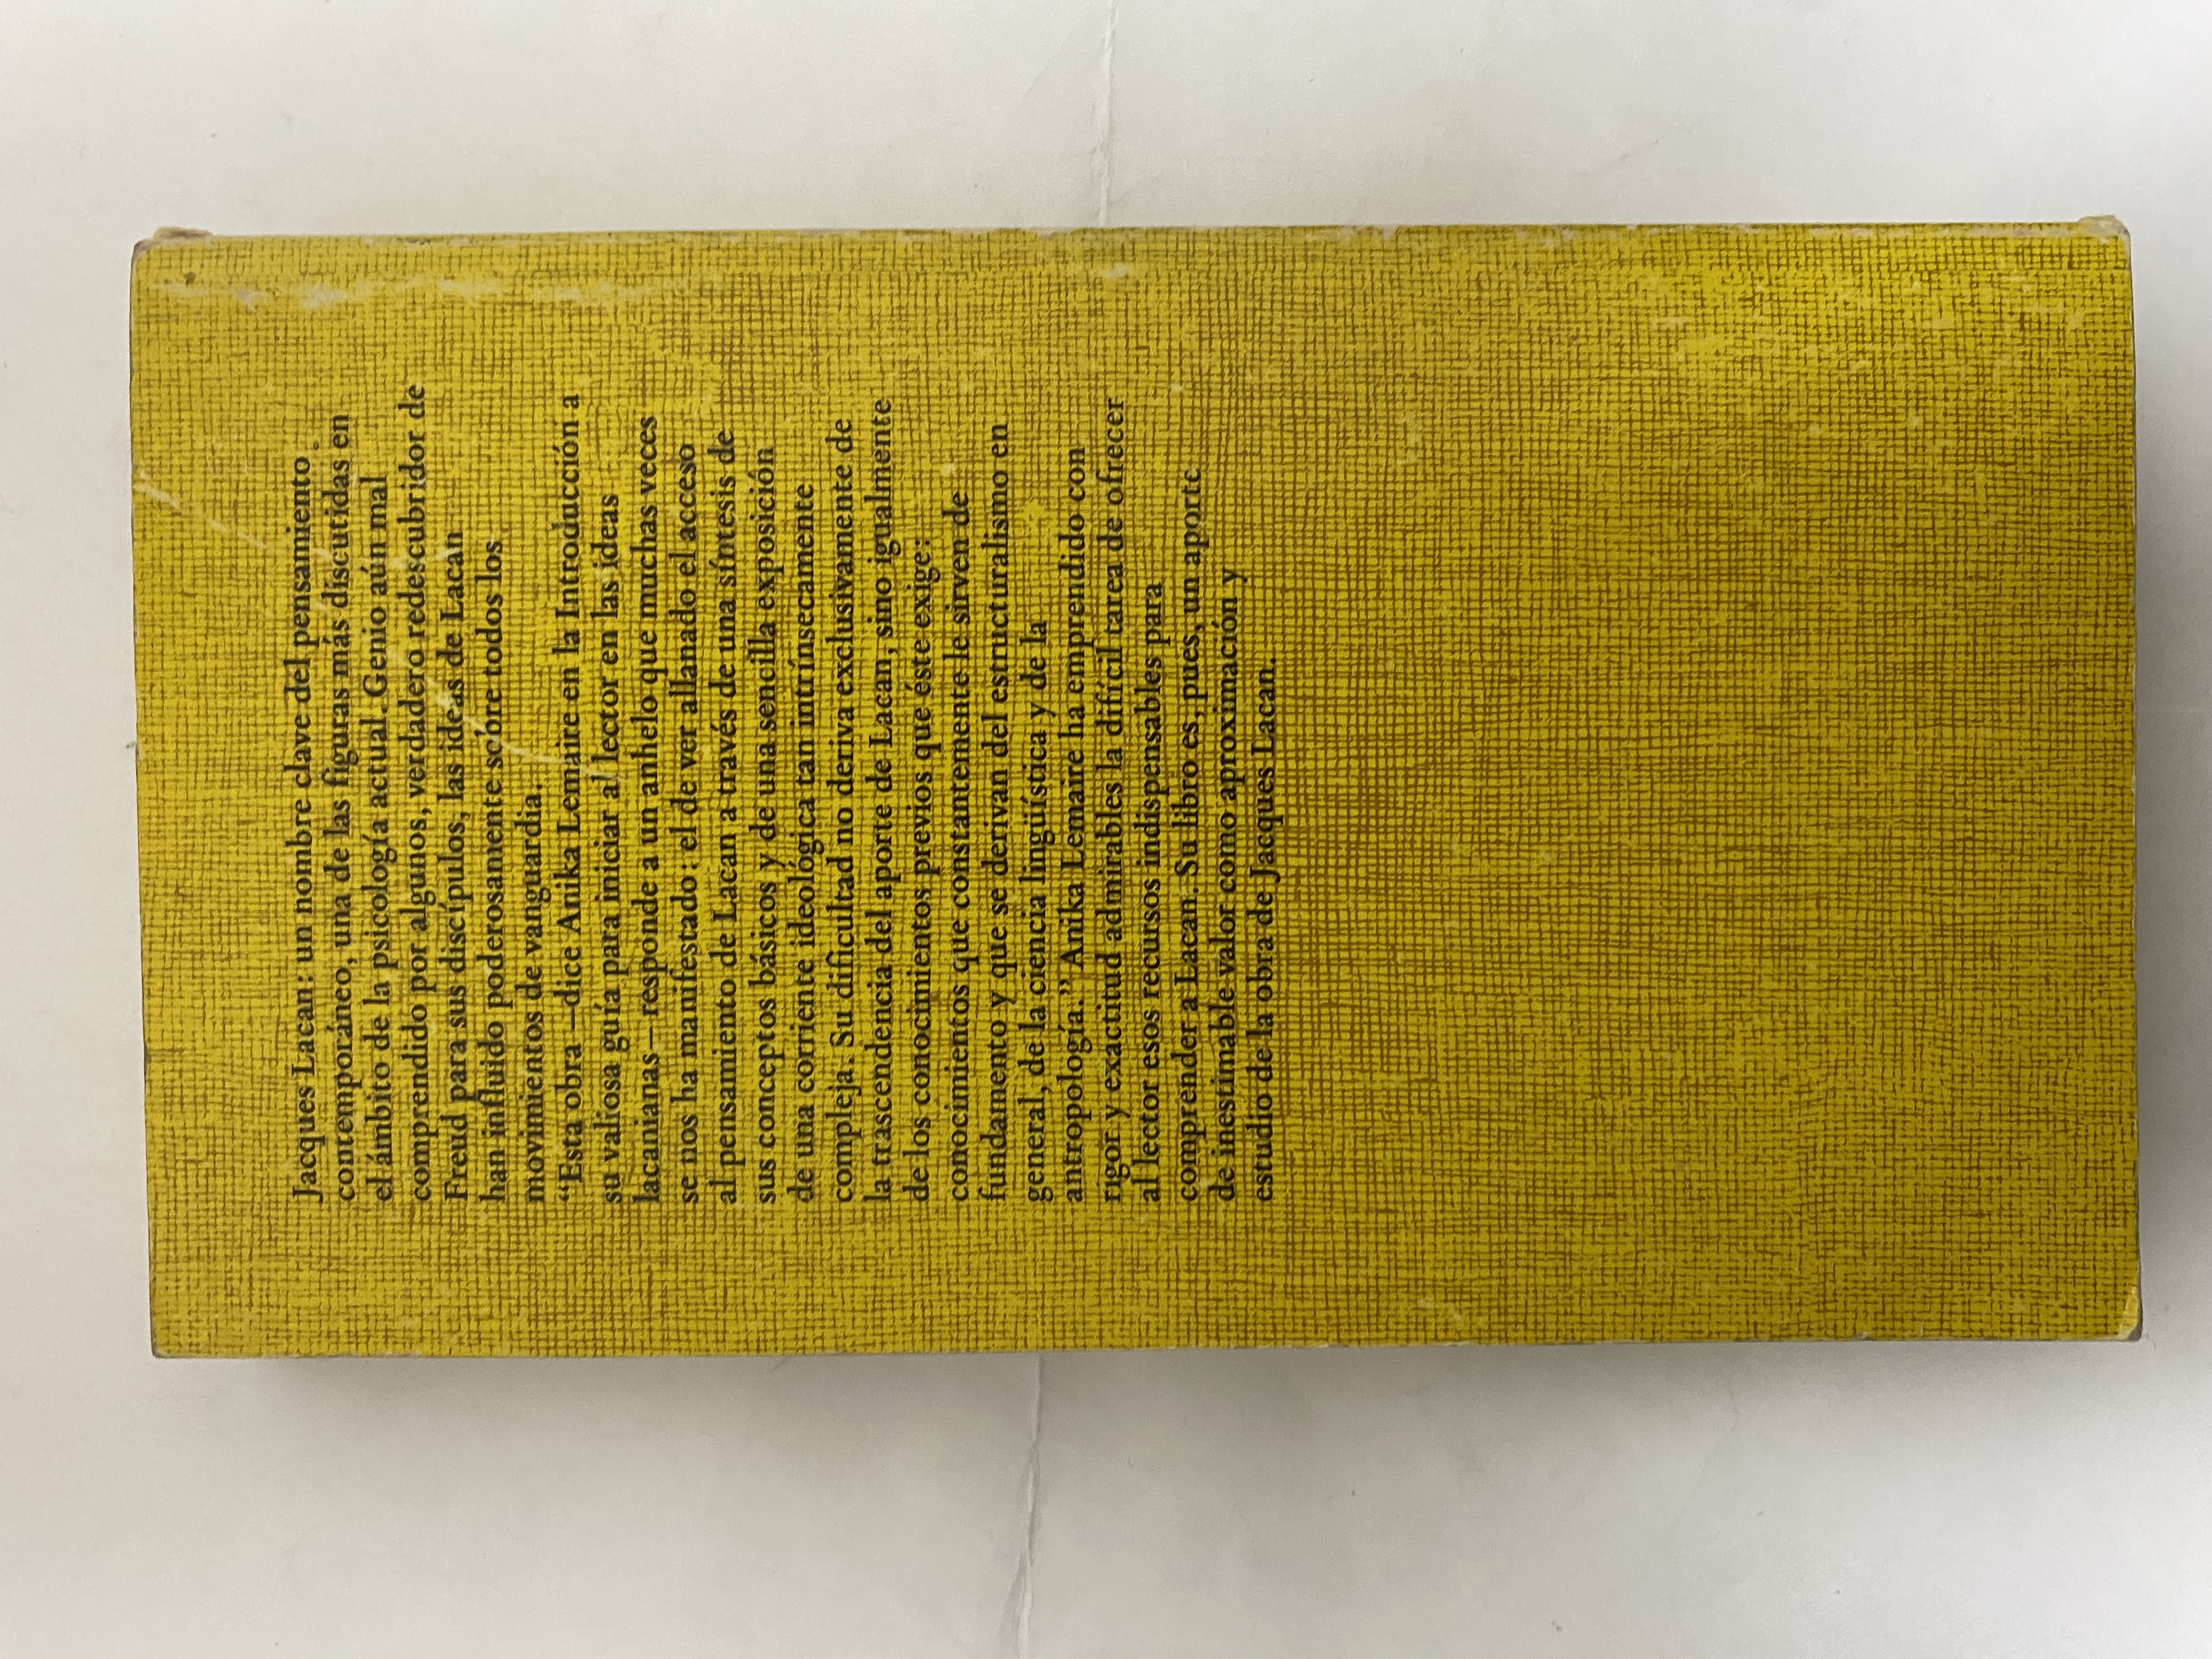 Jacques Lacan: un nombre clave del pensamiento
contemporáneo, una de las figuras más discutidas en
el ámbito de la psicología actual. Genio aún mal
comprendido por algunos, verdadero redescubridor de
Freud para sus discípulos, las ideas de Lacan
han influido poderosamente sobre todos los
movimientos de vanguardia.
“Esta obra —dice Anika Lemaire en la Introducción a
su valiosa guía para iniciar al lector en las ideas
lacanianas— responde a un anhelo que muchas veces
se nos ha manifestado: el de ver allanado el acceso
al pensamiento de Lacan a través de una síntesis de
sus conceptos básicos y de una sencilla exposición
de una corriente ideológica tan intrínsecamente
compleja. Su dificultad no deriva exclusivamente de
la trascendencia del aporte de Lacan, sino igualmente
de los conocimientos previos que éste exige:
conocimientos que constantemente le sirven de
fundamento y que se derivan del estructuralismo en
general, de la ciencia lingüística y de la
antropología.” Anika Lemaire ha emprendido con
rigor y exactitud admirables la difícil tarea de ofrecer
al lector esos recursos indispensables para
comprender a Lacan. Su libro es, pues, un aporte
de inestimable valor como aproximación y
estudio de la obra de Jacques Lacan.